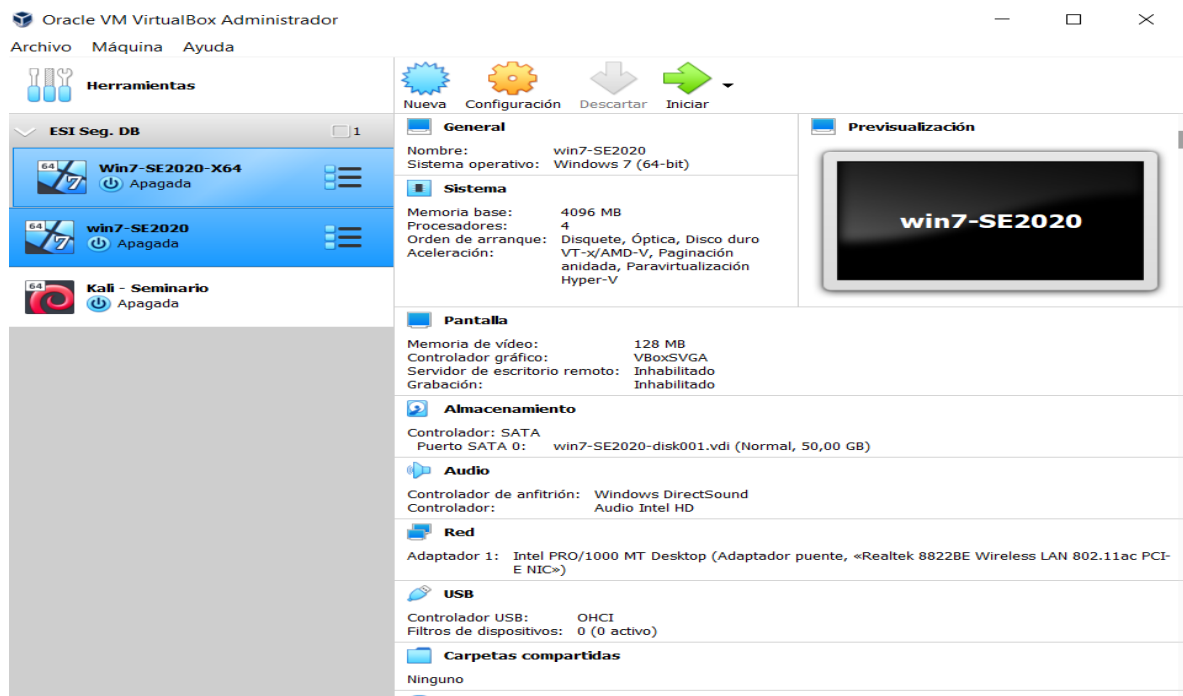 Oracle VM VirtualBox Administrador
Archivo Máquina Ayuda
Herramientas
ESI Seg. DB 1
64 Win7-SE2020-X64
Apagada
64 win7-SE2020
Apagada
64 Kali - Seminario
Apagada
Nueva Configuración Descartar Iniciar
General
Nombre: win7-SE2020
Sistema operativo: Windows 7 (64-bit)
Sistema
Memoria base: 4096 MB
Procesadores: 4
Orden de arranque: Disquete, Óptica, Disco duro
Aceleración: VT-x/AMD-V, Paginación
anidada, Paravirtualización
Hyper-V
Previsualización
win7-SE2020
Pantalla
Memoria de vídeo: 128 MB
Controlador gráfico: VBoxSVGA
Servidor de escritorio remoto: Inhabilitado
Grabación: Inhabilitado
Almacenamiento
Controlador: SATA
Puerto SATA 0: win7-SE2020-disk001.vdi (Normal, 50,00 GB)
Audio
Controlador de anfitrión: Windows DirectSound
Controlador: Audio Intel HD
Red
Adaptador 1: Intel PRO/1000 MT Desktop (Adaptador puente, «Realtek 8822BE Wireless LAN 802.11ac PCI-
E NIC»)
USB
Controlador USB: OHCI
Filtros de dispositivos: 0 (0 activo)
Carpetas compartidas
Ninguno